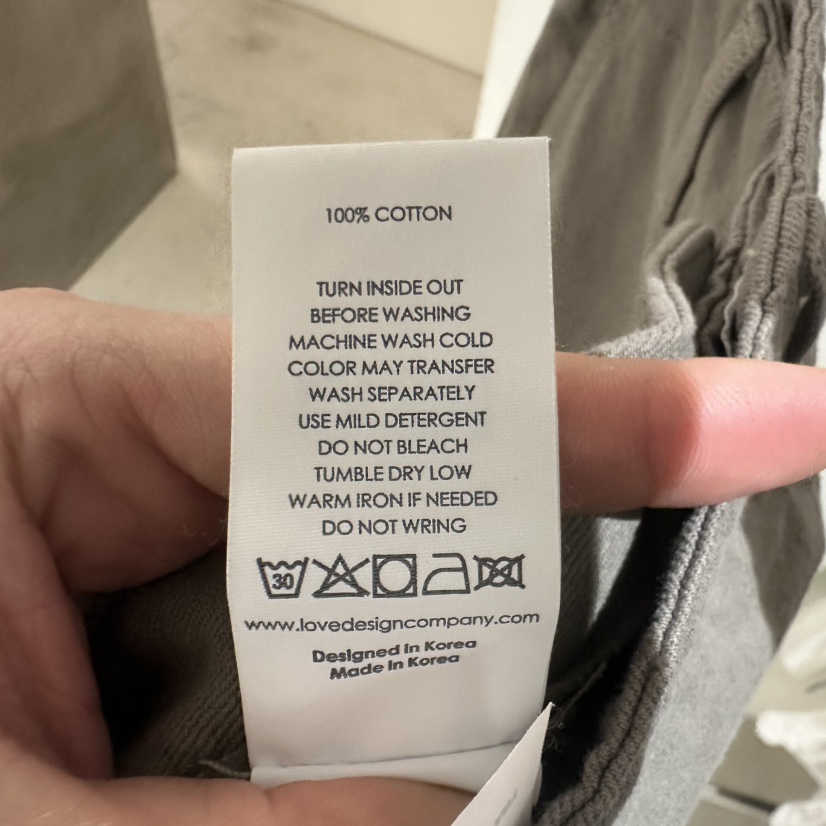 100% COTTON
TURN INSIDE OUT
BEFORE WASHING
MACHINE WASH COLD
COLOR MAY TRANSFER
WASH SEPARATELY
USE MILD DETERGENT
DO NOT BLEACH
TUMBLE DRY LOW
WARM IRON IF NEEDED
DO NOT WRING
30
www.lovedesigncompany.com
Designed in Korea
Made in Korea